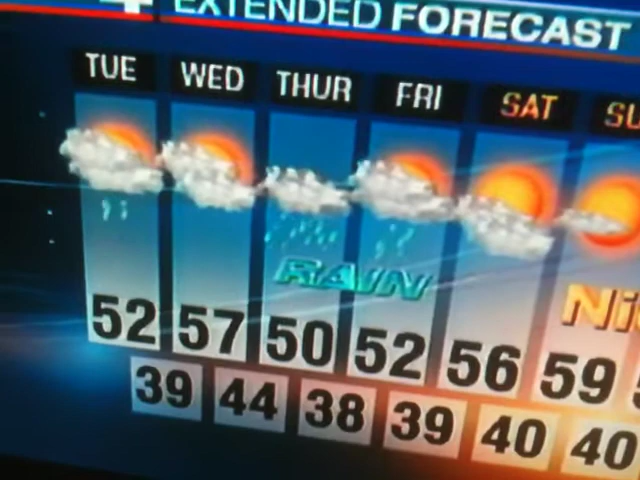 4 EXTENDED FORECAST
TUE WED THUR FRI SAT
RAIN
52 57 50 52 56 59
39 44 38 39 40 40